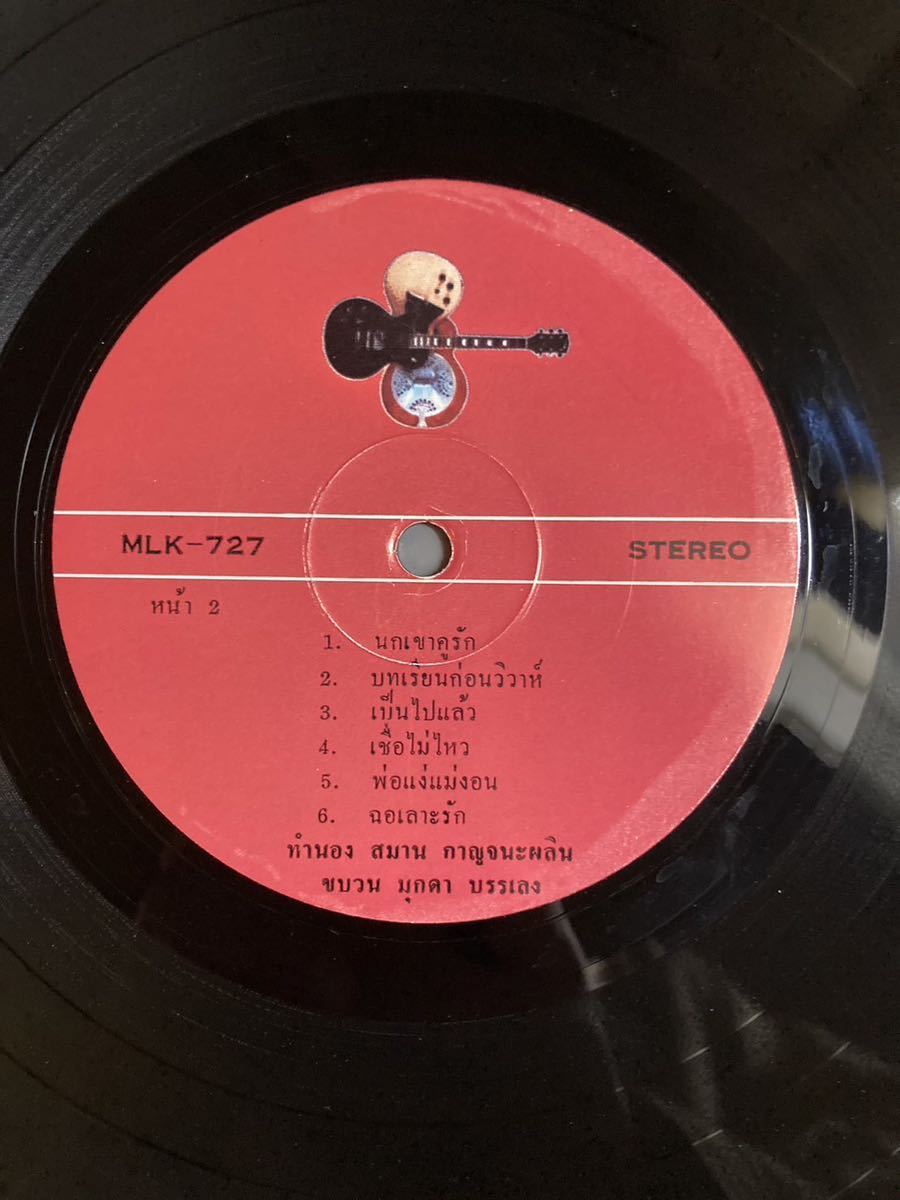 MLK-727 STEREO
หน้า 2
1. นกเขาคูรัก
2. บทเรียนก่อนวิวาห์
3. เป็นไปแล้ว
4. เชื่อไม่ไหว
5. พ่อแง่แม่งอน
6. ฉอเลาะรัก
ทำนอง สมาน กาญจนะผลิน
ขบวน มุกดา บรรเลง